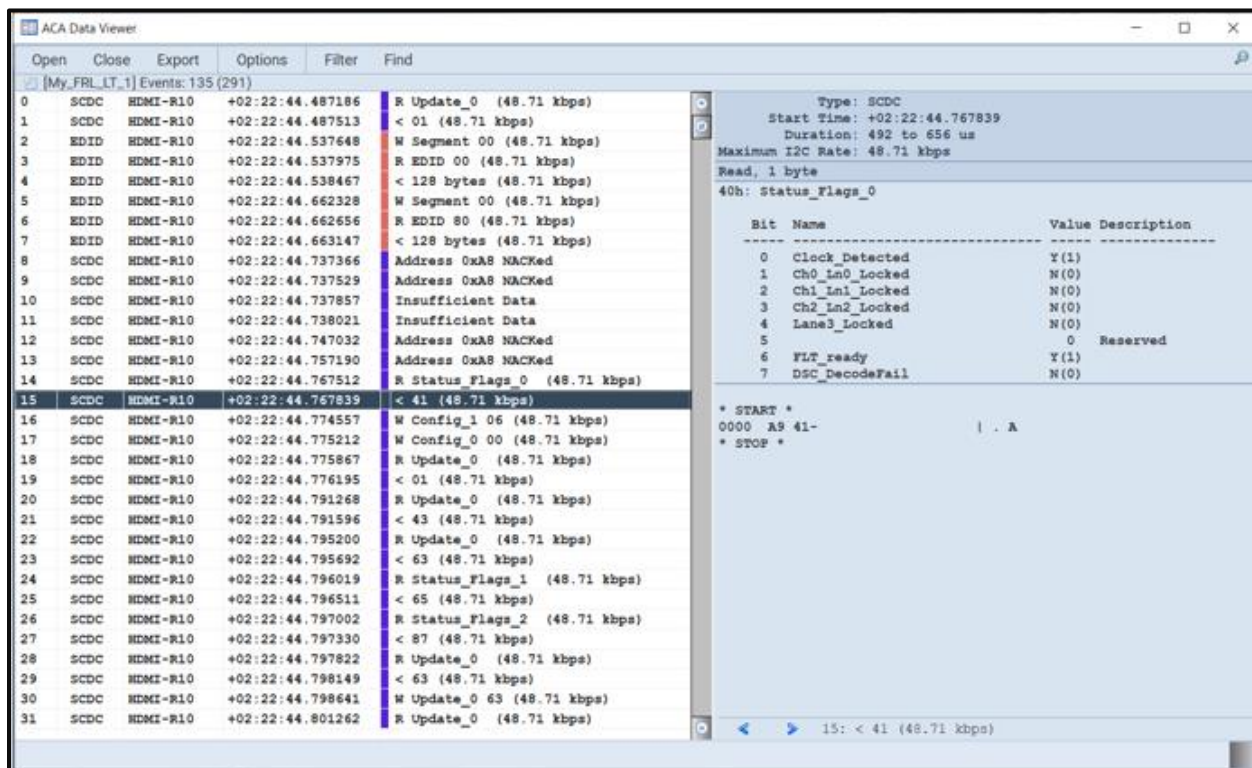 ACA Data Viewer
Open Close Export Options Filter Find
[My_FRL_LT_1] Events: 135 (291)
0 SCDC HDMI-R10 +02:22:44.487186 R Update_0 (48.71 kbps)
1 SCDC HDMI-R10 +02:22:44.487513 < 01 (48.71 kbps)
2 EDID HDMI-R10 +02:22:44.537648 W Segment 00 (48.71 kbps)
3 EDID HDMI-R10 +02:22:44.537975 R EDID 00 (48.71 kbps)
4 EDID HDMI-R10 +02:22:44.538467 < 128 bytes (48.71 kbps)
5 EDID HDMI-R10 +02:22:44.662328 W Segment 00 (48.71 kbps)
6 EDID HDMI-R10 +02:22:44.662656 R EDID 80 (48.71 kbps)
7 EDID HDMI-R10 +02:22:44.663147 < 128 bytes (48.71 kbps)
8 SCDC HDMI-R10 +02:22:44.737366 Address 0xA8 NACKed
9 SCDC HDMI-R10 +02:22:44.737529 Address 0xA8 NACKed
10 SCDC HDMI-R10 +02:22:44.737857 Insufficient Data
11 SCDC HDMI-R10 +02:22:44.738021 Insufficient Data
12 SCDC HDMI-R10 +02:22:44.747032 Address 0xA8 NACKed
13 SCDC HDMI-R10 +02:22:44.757190 Address 0xA8 NACKed
14 SCDC HDMI-R10 +02:22:44.767512 R Status_Flags_0 (48.71 kbps)
15 SCDC HDMI-R10 +02:22:44.767839 < 41 (48.71 kbps)
16 SCDC HDMI-R10 +02:22:44.774557 W Config_1 06 (48.71 kbps)
17 SCDC HDMI-R10 +02:22:44.775212 W Config_0 00 (48.71 kbps)
18 SCDC HDMI-R10 +02:22:44.775867 R Update_0 (48.71 kbps)
19 SCDC HDMI-R10 +02:22:44.776195 < 01 (48.71 kbps)
20 SCDC HDMI-R10 +02:22:44.791268 R Update_0 (48.71 kbps)
21 SCDC HDMI-R10 +02:22:44.791596 < 43 (48.71 kbps)
22 SCDC HDMI-R10 +02:22:44.795200 R Update_0 (48.71 kbps)
23 SCDC HDMI-R10 +02:22:44.795692 < 63 (48.71 kbps)
24 SCDC HDMI-R10 +02:22:44.796019 R Status_Flags_1 (48.71 kbps)
25 SCDC HDMI-R10 +02:22:44.796511 < 65 (48.71 kbps)
26 SCDC HDMI-R10 +02:22:44.797002 R Status_Flags_2 (48.71 kbps)
27 SCDC HDMI-R10 +02:22:44.797330 < 87 (48.71 kbps)
28 SCDC HDMI-R10 +02:22:44.797822 R Update_0 (48.71 kbps)
29 SCDC HDMI-R10 +02:22:44.798149 < 63 (48.71 kbps)
30 SCDC HDMI-R10 +02:22:44.798641 W Update_0 63 (48.71 kbps)
31 SCDC HDMI-R10 +02:22:44.801262 R Update_0 (48.71 kbps)
Type: SCDC
Start Time: +02:22:44.767839
Duration: 492 to 656 us
Maximum I2C Rate: 48.71 kbps
Read, 1 byte
40h: Status_Flags_0
Bit Name Value Description
----- ------------------------------ ----- --------------
0 Clock_Detected Y(1)
1 Ch0_Ln0_Locked N(0)
2 Ch1_Ln1_Locked N(0)
3 Ch2_Ln2_Locked N(0)
4 Lane3_Locked N(0)
5 0 Reserved
6 FLT_ready Y(1)
7 DSC_DecodeFail N(0)
* START *
0000 A9 41- | . A
* STOP *
15: < 41 (48.71 kbps)